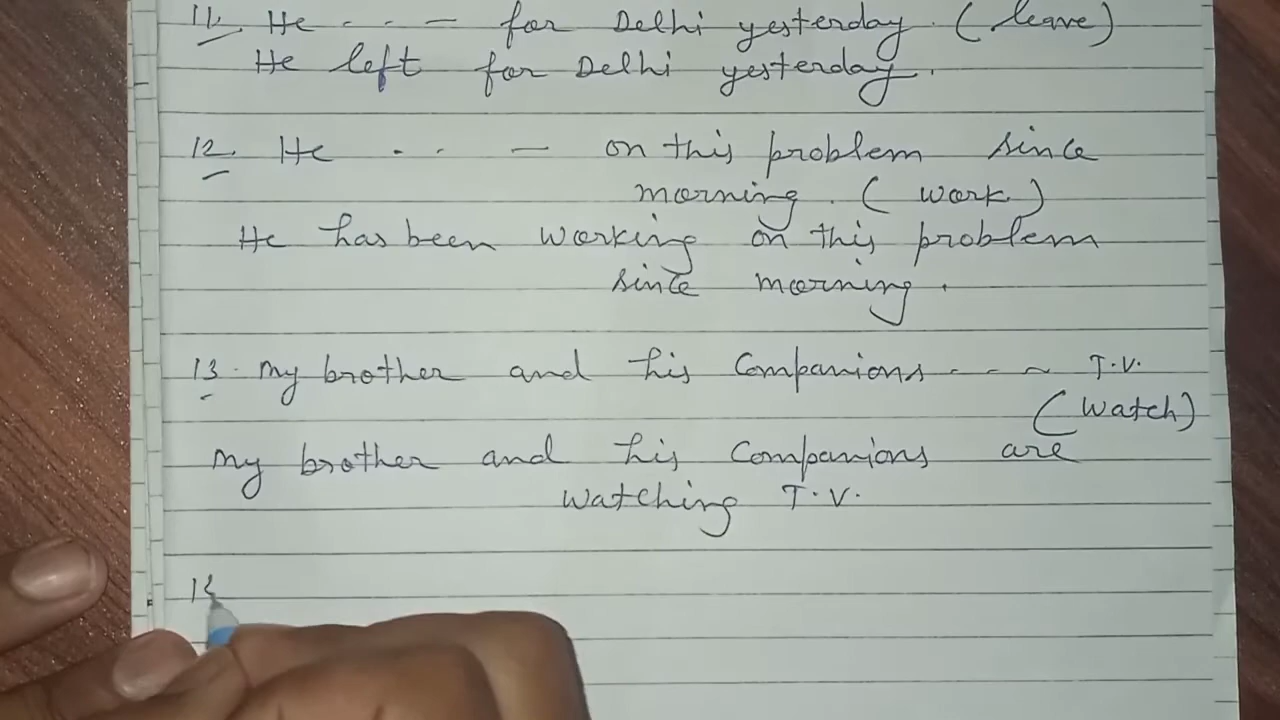 11. He - - - for Delhi yesterday. (leave)
He left for Delhi yesterday.
12. He - - - on this problem since
morning. (work)
He has been working on this problem
since morning.
13. My brother and his Companions - - - T.V.
(watch)
My brother and his Companions are
watching T.V.